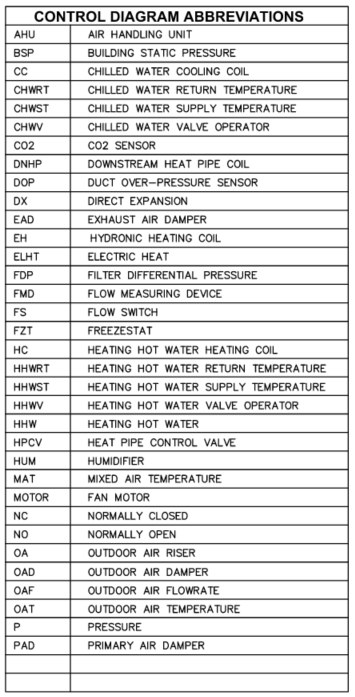 CONTROL DIAGRAM ABBREVIATIONS
AHU AIR HANDLING UNIT
BSP BUILDING STATIC PRESSURE
CC CHILLED WATER COOLING COIL
CHWRT CHILLED WATER RETURN TEMPERATURE
CHWST CHILLED WATER SUPPLY TEMPERATURE
CHWV CHILLED WATER VALVE OPERATOR
CO2 CO2 SENSOR
DNHP DOWNSTREAM HEAT PIPE COIL
DOP DUCT OVER-PRESSURE SENSOR
DX DIRECT EXPANSION
EAD EXHAUST AIR DAMPER
EH HYDRONIC HEATING COIL
ELHT ELECTRIC HEAT
FDP FILTER DIFFERENTIAL PRESSURE
FMD FLOW MEASURING DEVICE
FS FLOW SWITCH
FZT FREEZESTAT
HC HEATING HOT WATER HEATING COIL
HHWRT HEATING HOT WATER RETURN TEMPERATURE
HHWST HEATING HOT WATER SUPPLY TEMPERATURE
HHWV HEATING HOT WATER VALVE OPERATOR
HHW HEATING HOT WATER
HPCV HEAT PIPE CONTROL VALVE
HUM HUMIDIFIER
MAT MIXED AIR TEMPERATURE
MOTOR FAN MOTOR
NC NORMALLY CLOSED
NO NORMALLY OPEN
OA OUTDOOR AIR RISER
OAD OUTDOOR AIR DAMPER
OAF OUTDOOR AIR FLOWRATE
OAT OUTDOOR AIR TEMPERATURE
P PRESSURE
PAD PRIMARY AIR DAMPER